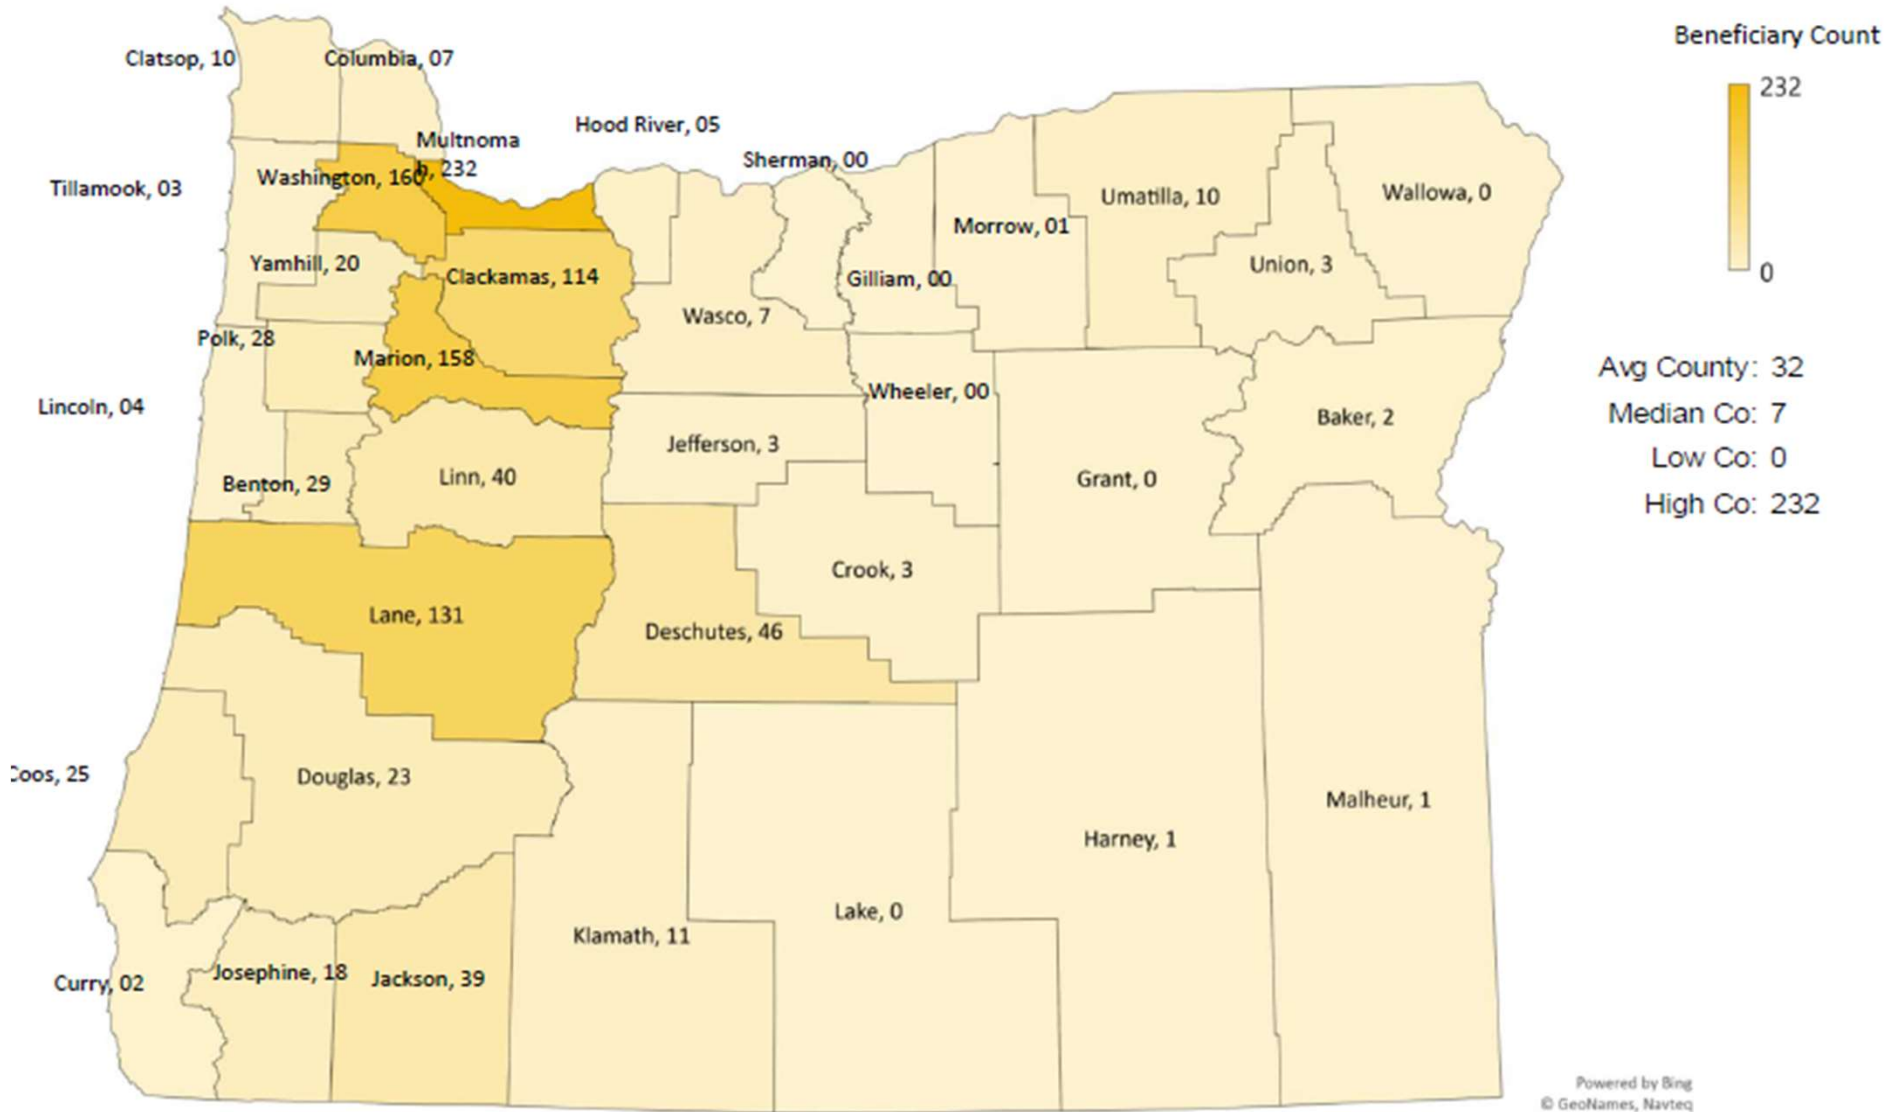 Beneficiary Count
232
0
Clatsop, 10
Columbia, 07
Hood River, 05
Multnoma
h, 232
Sherman, 00
Washington, 160
Tillamook, 03
Umatilla, 10
Wallowa, 0
Morrow, 01
Yamhill, 20
Clackamas, 114
Gilliam, 00
Union, 3
Wasco, 7
Polk, 28
Marion, 158
Wheeler, 00
Lincoln, 04
Jefferson, 3
Baker, 2
Avg County: 32
Median Co: 7
Low Co: 0
High Co: 232
Benton, 29
Linn, 40
Grant, 0
Crook, 3
Lane, 131
Deschutes, 46
Coos, 25
Douglas, 23
Malheur, 1
Harney, 1
Lake, 0
Klamath, 11
Curry, 02
Josephine, 18
Jackson, 39
Powered by Bing
© GeoNames, Navteq